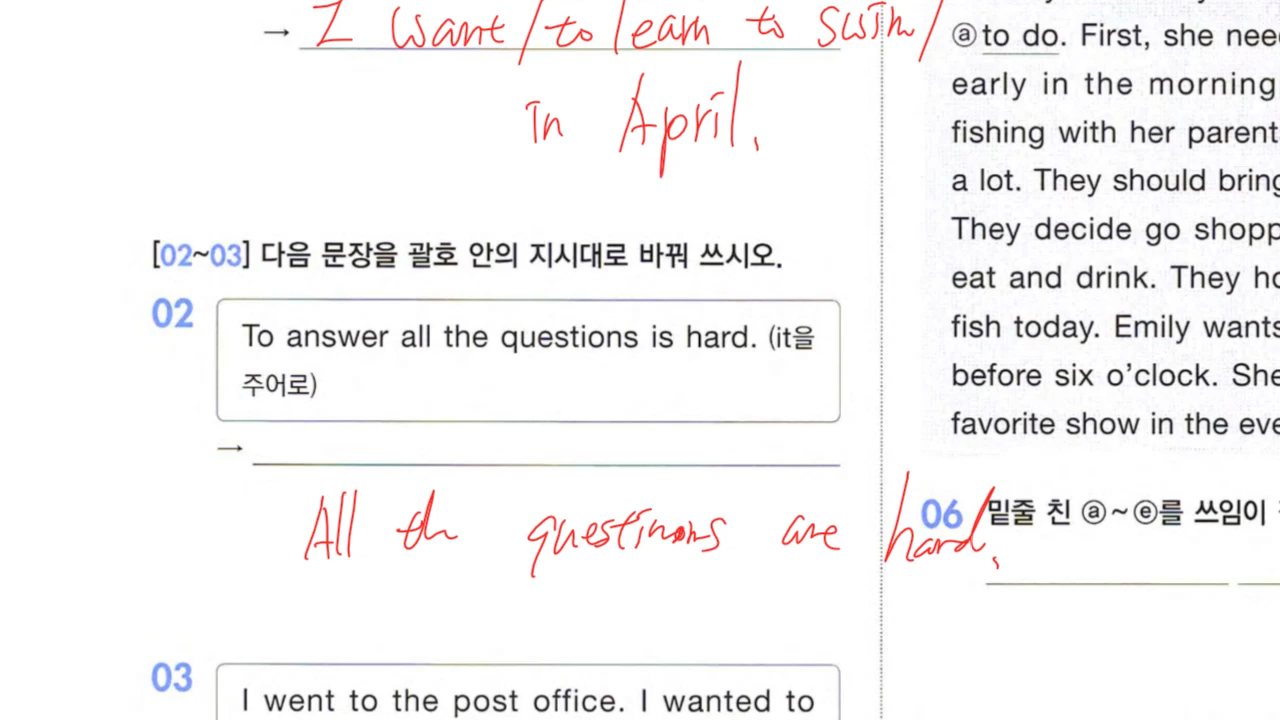 → I want / to learn to swim /
in April.
[02~03] 다음 문장을 괄호 안의 지시대로 바꿔 쓰시오.
02 To answer all the questions is hard. (it을
주어로)
→
All th questinons are hard.
03 I went to the post office. I wanted to
ⓐto do. First, she nee
early in the morning
fishing with her parent
a lot. They should bring
They decide go shopp
eat and drink. They ho
fish today. Emily wants
before six o'clock. She
favorite show in the eve
06 밑줄 친 ⓐ~ⓔ를 쓰임이